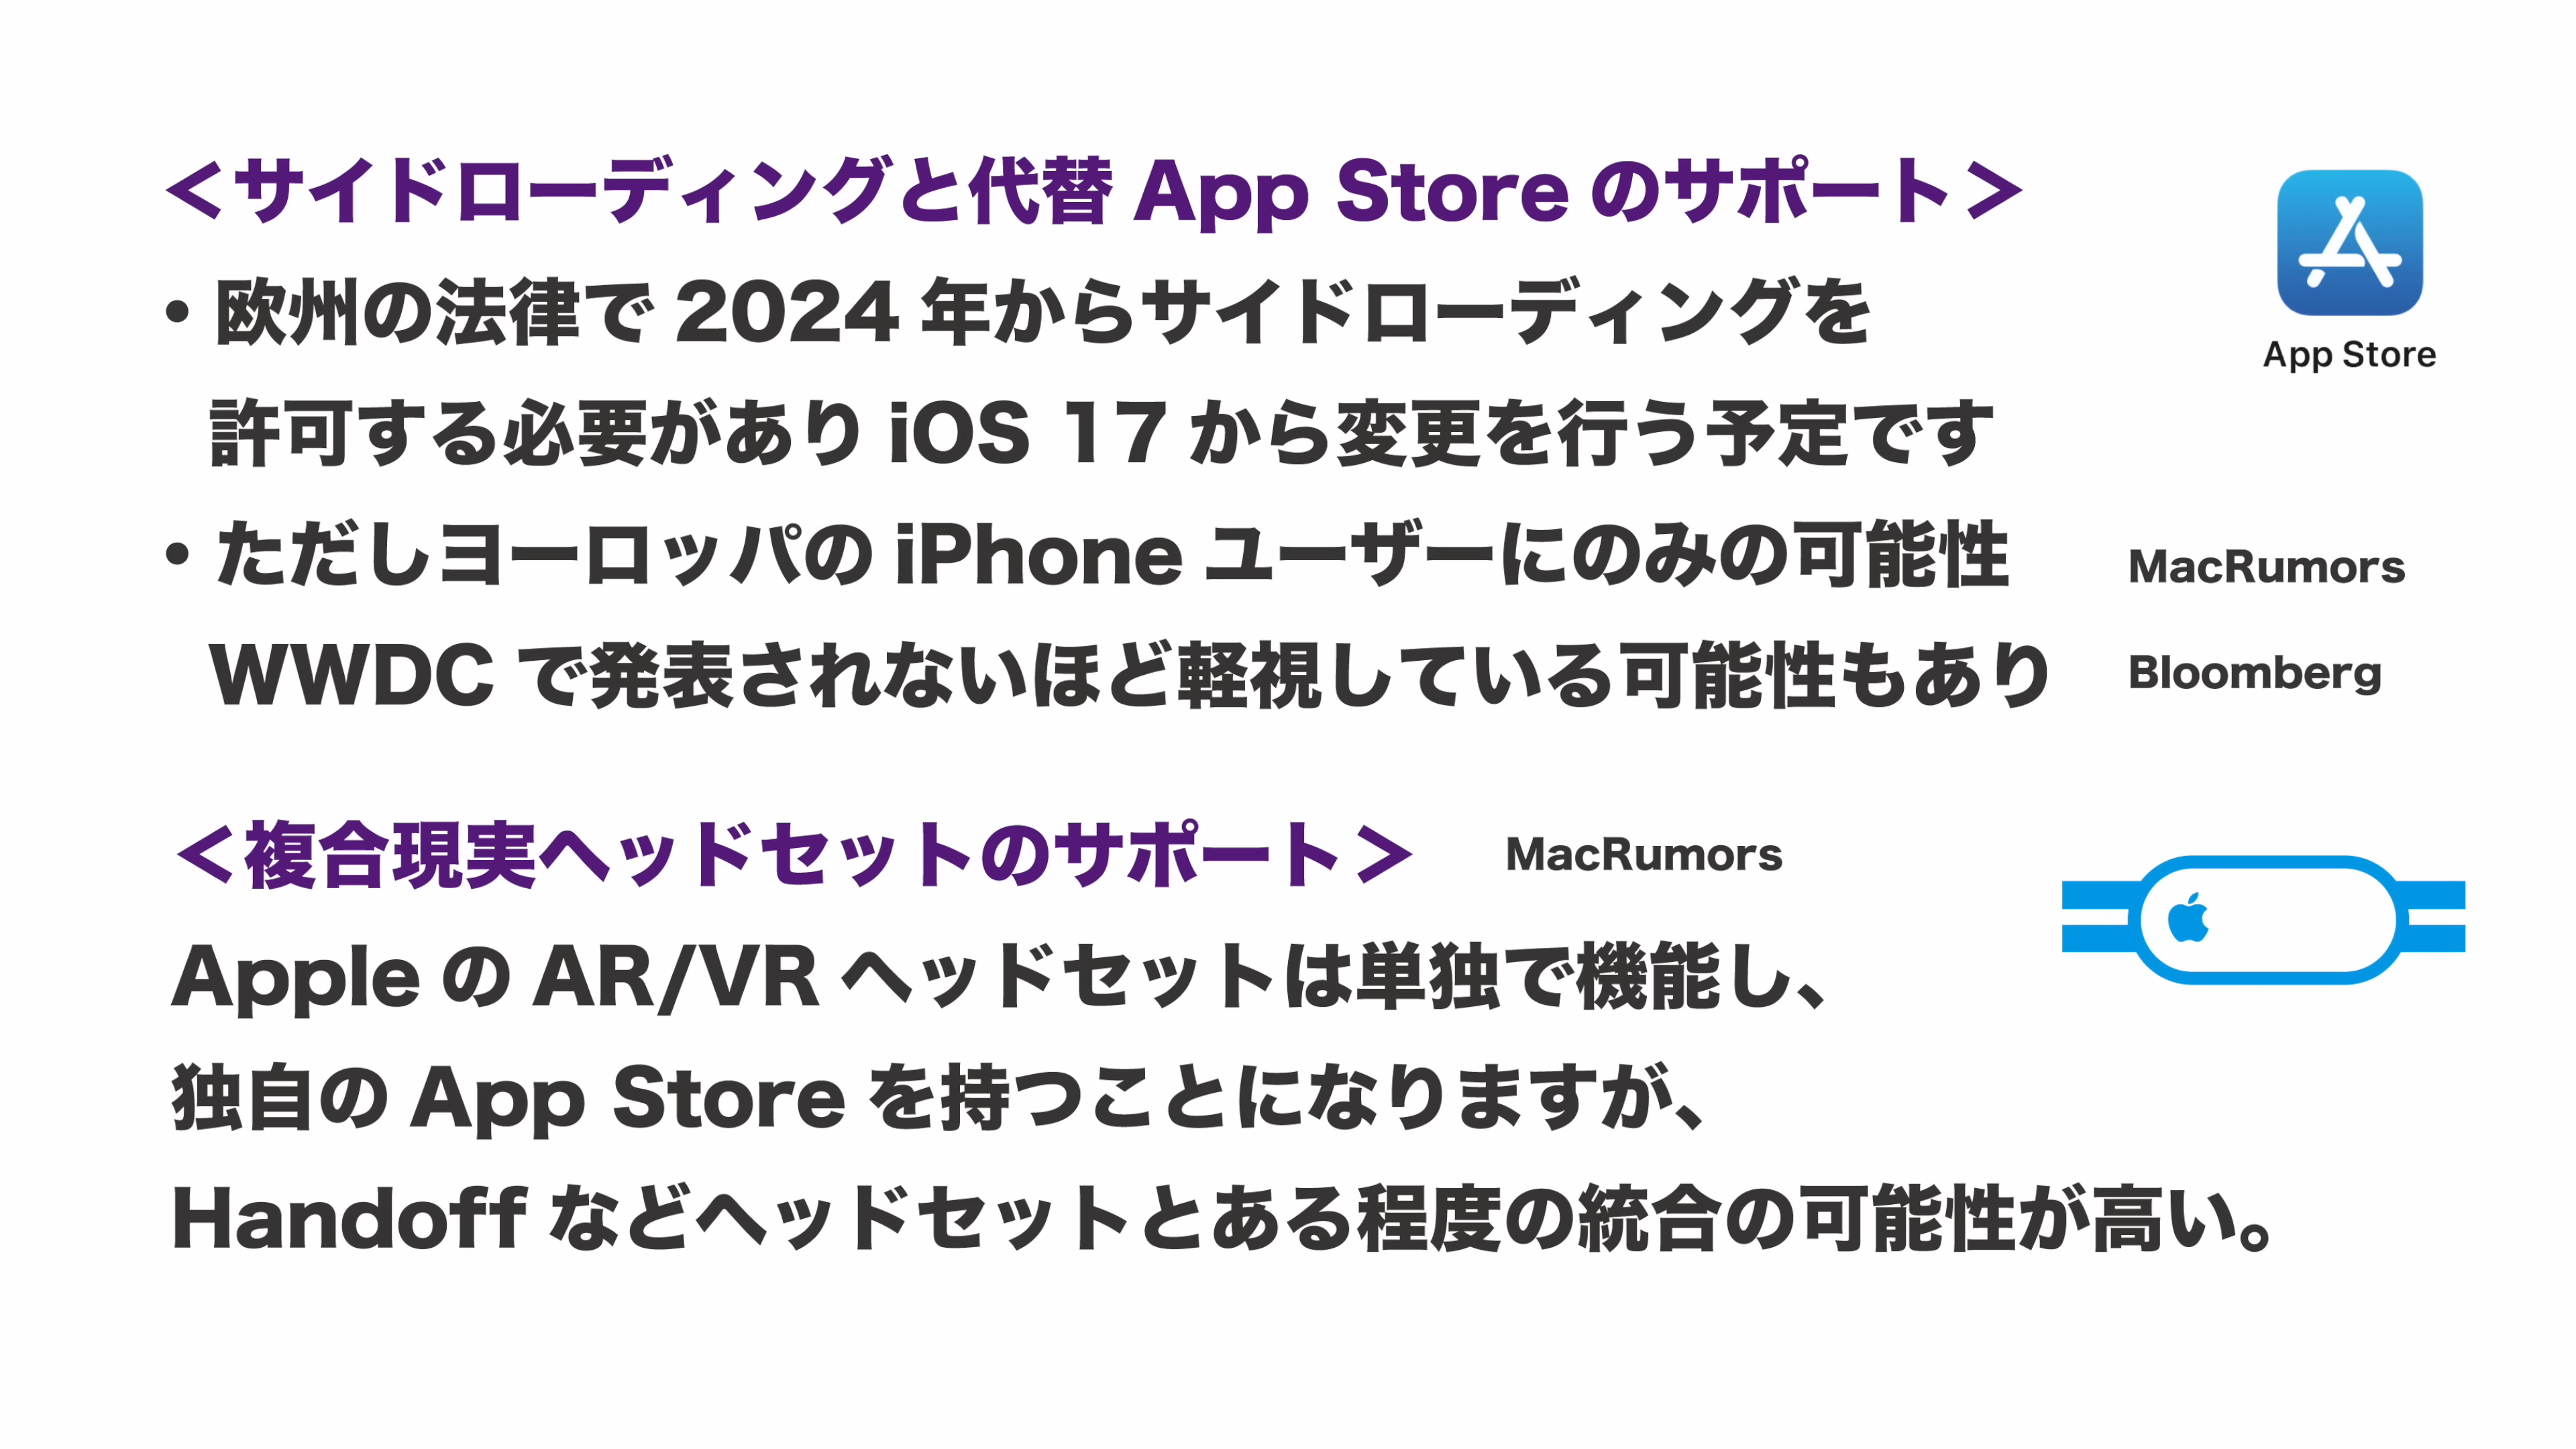 ＜サイドローディングと代替 App Store のサポート＞
App Store
・欧州の法律で 2024 年からサイドローディングを
許可する必要があり iOS 17 から変更を行う予定です
・ただしヨーロッパの iPhone ユーザーにのみの可能性
MacRumors
WWDC で発表されないほど軽視している可能性もあり
Bloomberg
＜複合現実ヘッドセットのサポート＞
MacRumors
Apple の AR/VR ヘッドセットは単独で機能し、
独自の App Store を持つことになりますが、
Handoff などヘッドセットとある程度の統合の可能性が高い。